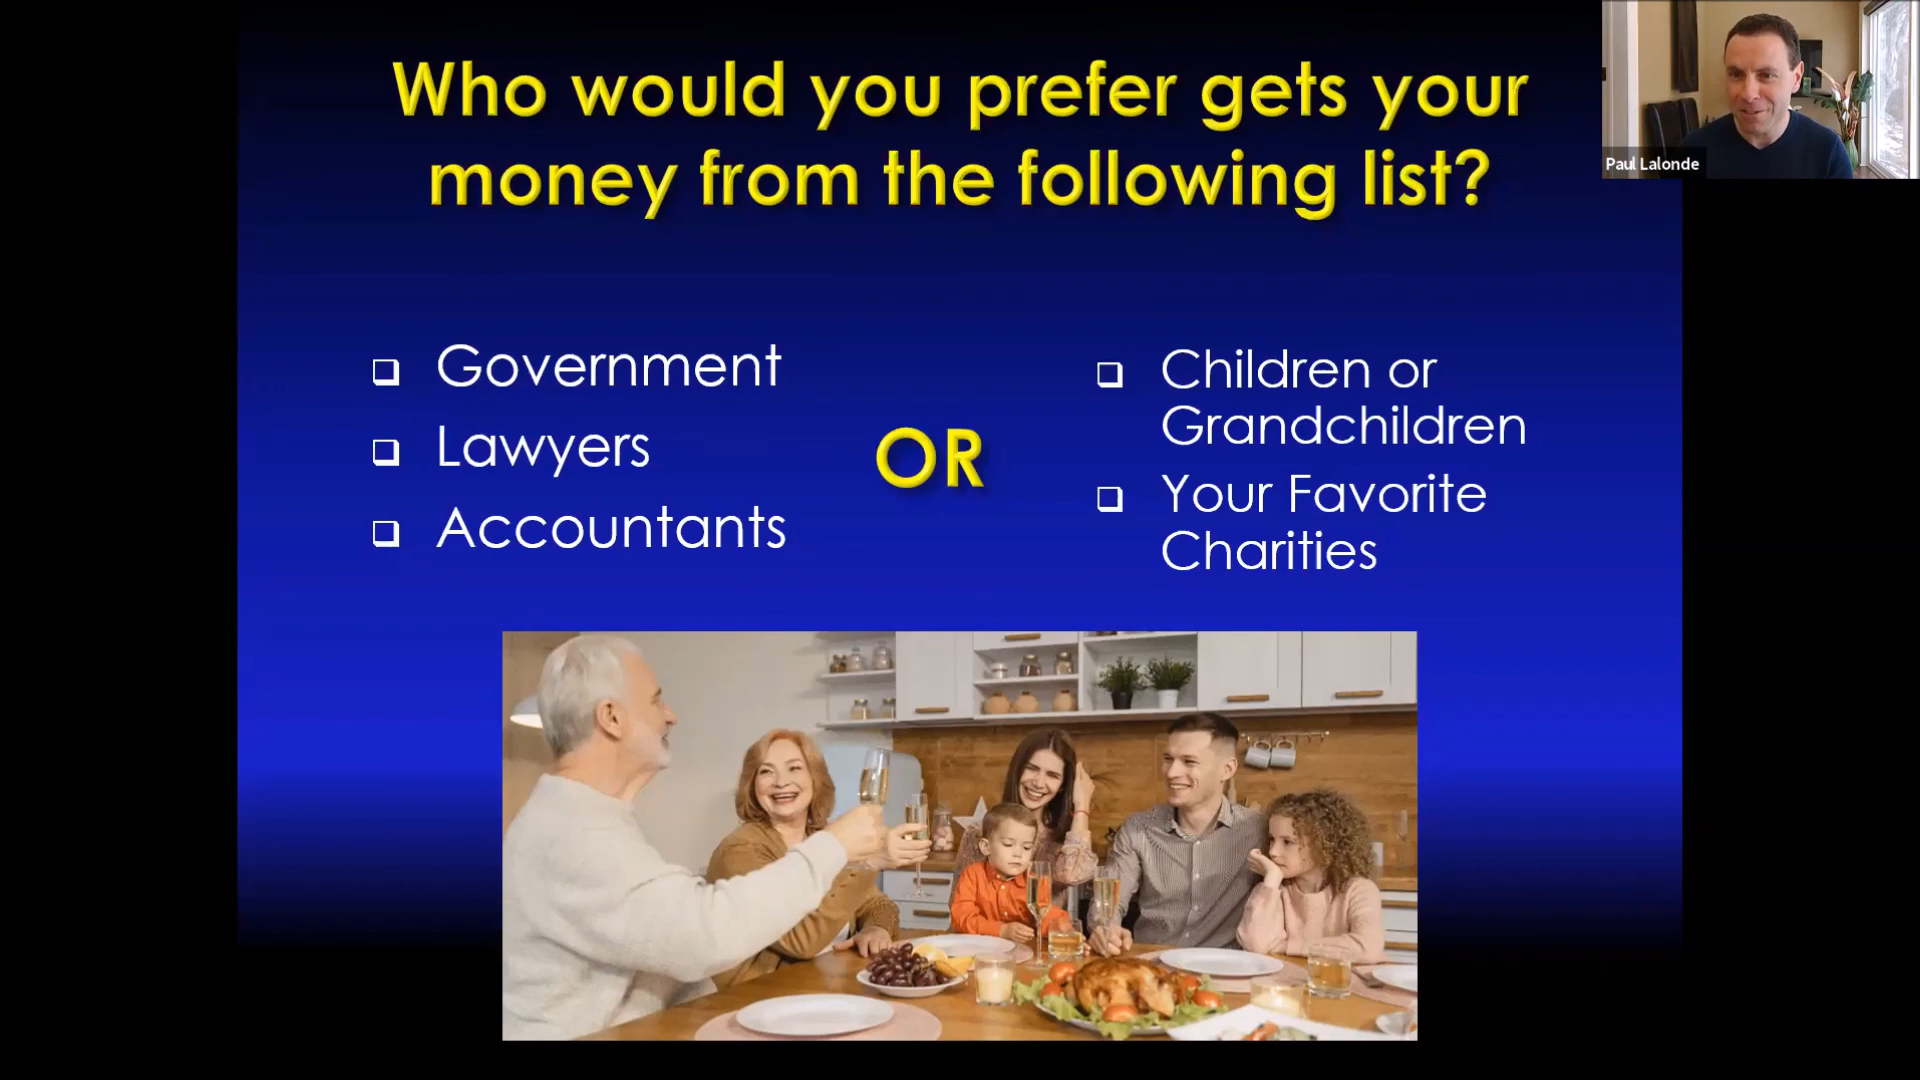 Who would you prefer gets your
money from the following list?
Paul Lalonde
Government
Lawyers
Accountants
OR
Children or
Grandchildren
Your Favorite
Charities